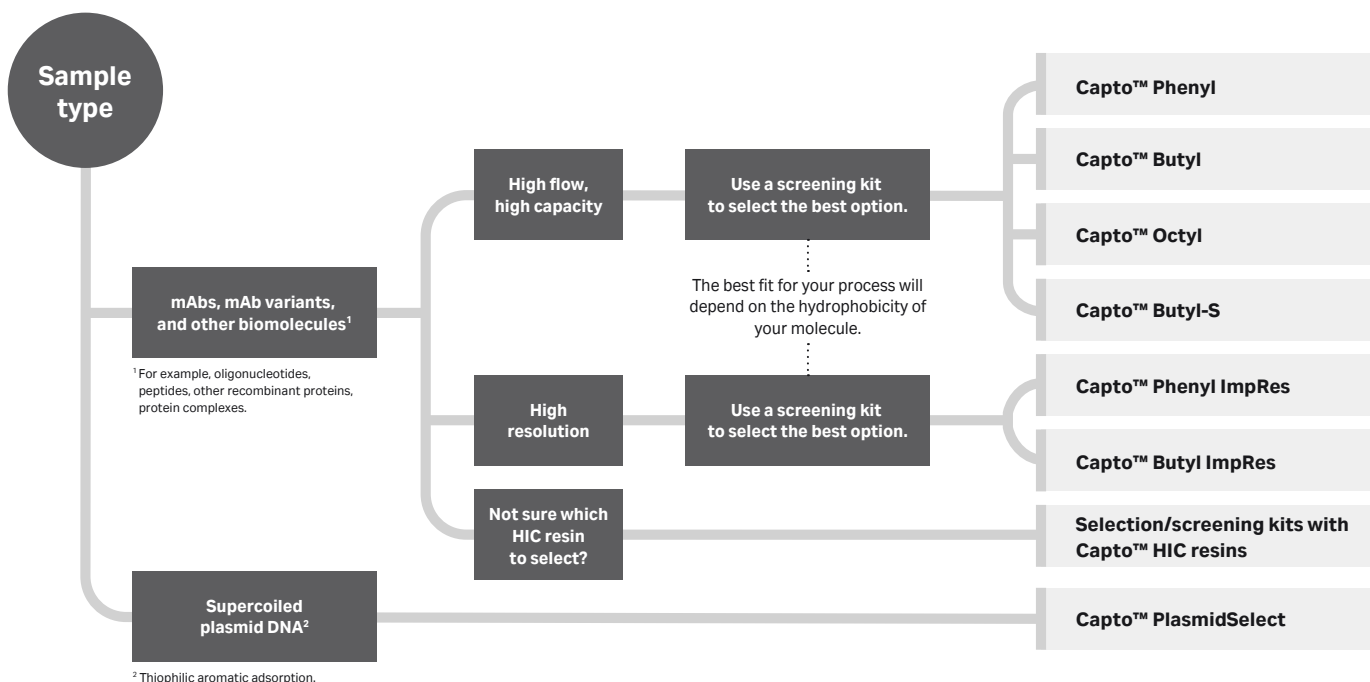 Sample
type
mAbs, mAb variants,
and other biomolecules¹
¹ For example, oligonucleotides,
peptides, other recombinant proteins,
protein complexes.
Supercoiled
plasmid DNA²
² Thiophilic aromatic adsorption.
High flow,
high capacity
High
resolution
Not sure which
HIC resin
to select?
Use a screening kit
to select the best option.
The best fit for your process will
depend on the hydrophobicity of
your molecule.
Use a screening kit
to select the best option.
Capto™ Phenyl
Capto™ Butyl
Capto™ Octyl
Capto™ Butyl-S
Capto™ Phenyl ImpRes
Capto™ Butyl ImpRes
Selection/screening kits with
Capto™ HIC resins
Capto™ PlasmidSelect